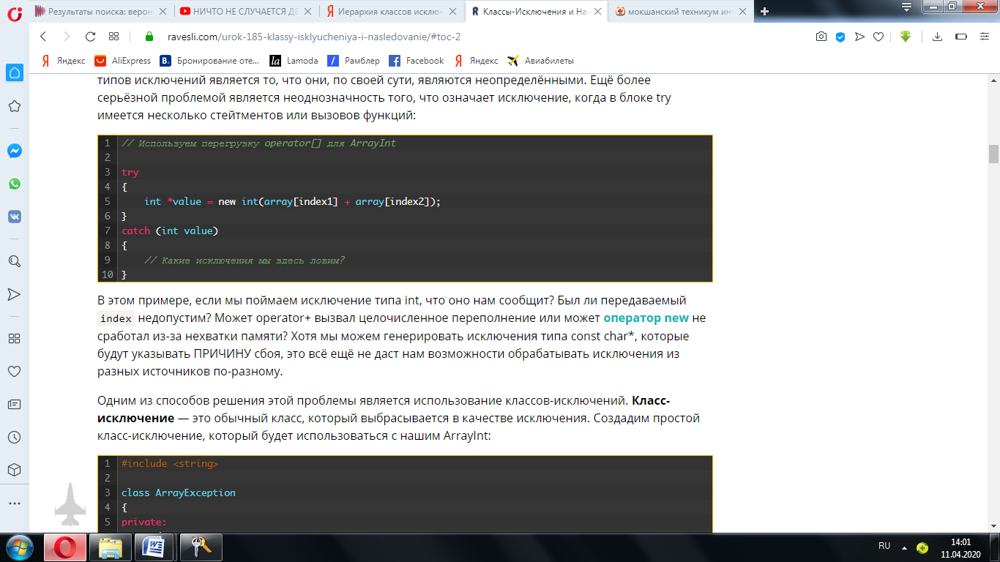 Результаты поиска: верон
НИЧТО НЕ СЛУЧАЕТСЯ ДВ
Иерархия классов исключ
Классы-Исключения и На
мокшанский техникум инт
ravesli.com/urok-185-klassy-isklyucheniya-i-nasledovanie/#toc-2
Яндекс
AliExpress
Бронирование оте...
Lamoda
Рамблер
Facebook
Яндекс
Авиабилеты
типов исключений является то, что они, по своей сути, являются неопределёнными. Ещё более
серьёзной проблемой является неоднозначность того, что означает исключение, когда в блоке try
имеется несколько стейтментов или вызовов функций:
1 // Используем перегрузку operator[] для ArrayInt
2
3 try
4 {
5 int *value = new int(array[index1] + array[index2]);
6 }
7 catch (int value)
8 {
9 // Какие исключения мы здесь ловим?
10 }
В этом примере, если мы поймаем исключение типа int, что оно нам сообщит? Был ли передаваемый
index недопустим? Может operator+ вызвал целочисленное переполнение или может оператор new не
сработал из-за нехватки памяти? Хотя мы можем генерировать исключения типа const char*, которые
будут указывать ПРИЧИНУ сбоя, это всё ещё не даст нам возможности обрабатывать исключения из
разных источников по-разному.
Одним из способов решения этой проблемы является использование классов-исключений. Класс-
исключение — это обычный класс, который выбрасывается в качестве исключения. Создадим простой
класс-исключение, который будет использоваться с нашим ArrayInt:
1 #include <string>
2
3 class ArrayException
4 {
5 private:
RU
14:01
11.04.2020